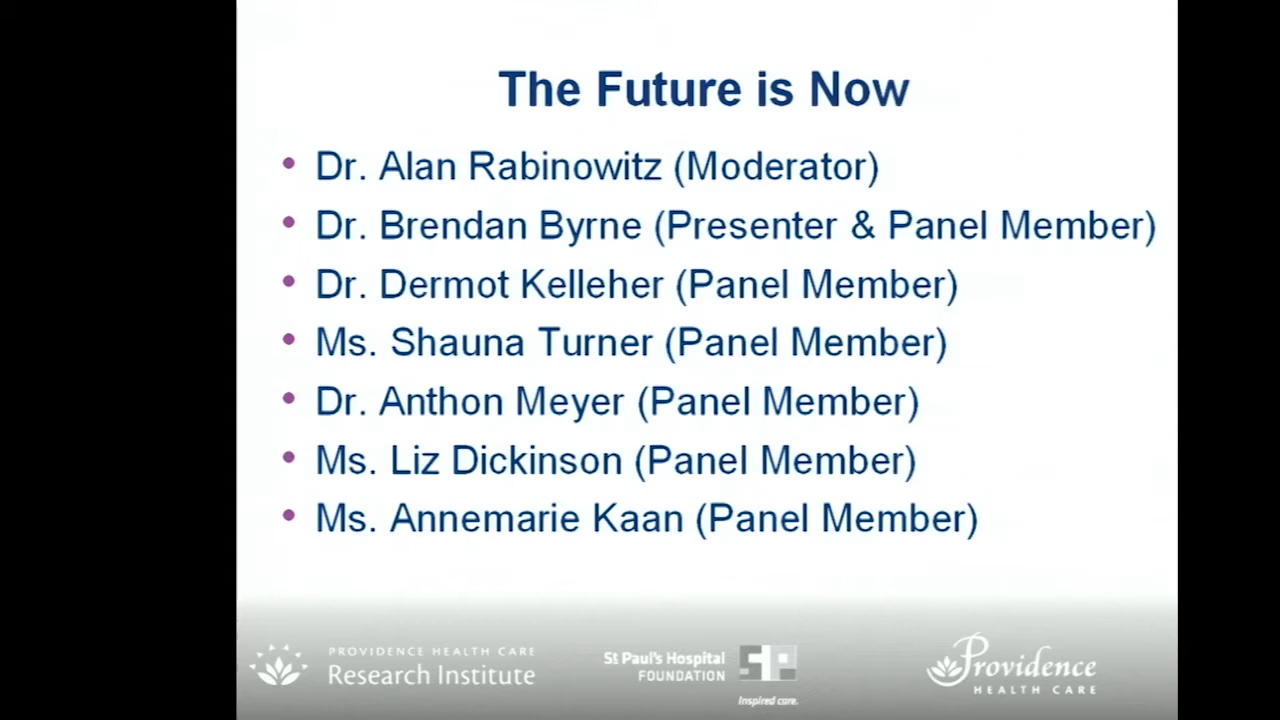 The Future is Now
• Dr. Alan Rabinowitz (Moderator)
• Dr. Brendan Byrne (Presenter & Panel Member)
• Dr. Dermot Kelleher (Panel Member)
• Ms. Shauna Turner (Panel Member)
• Dr. Anthon Meyer (Panel Member)
• Ms. Liz Dickinson (Panel Member)
• Ms. Annemarie Kaan (Panel Member)
PROVIDENCE HEALTH CARE
Research Institute
St Paul's Hospital
FOUNDATION
SP
Inspired care.
Providence
HEALTH CARE